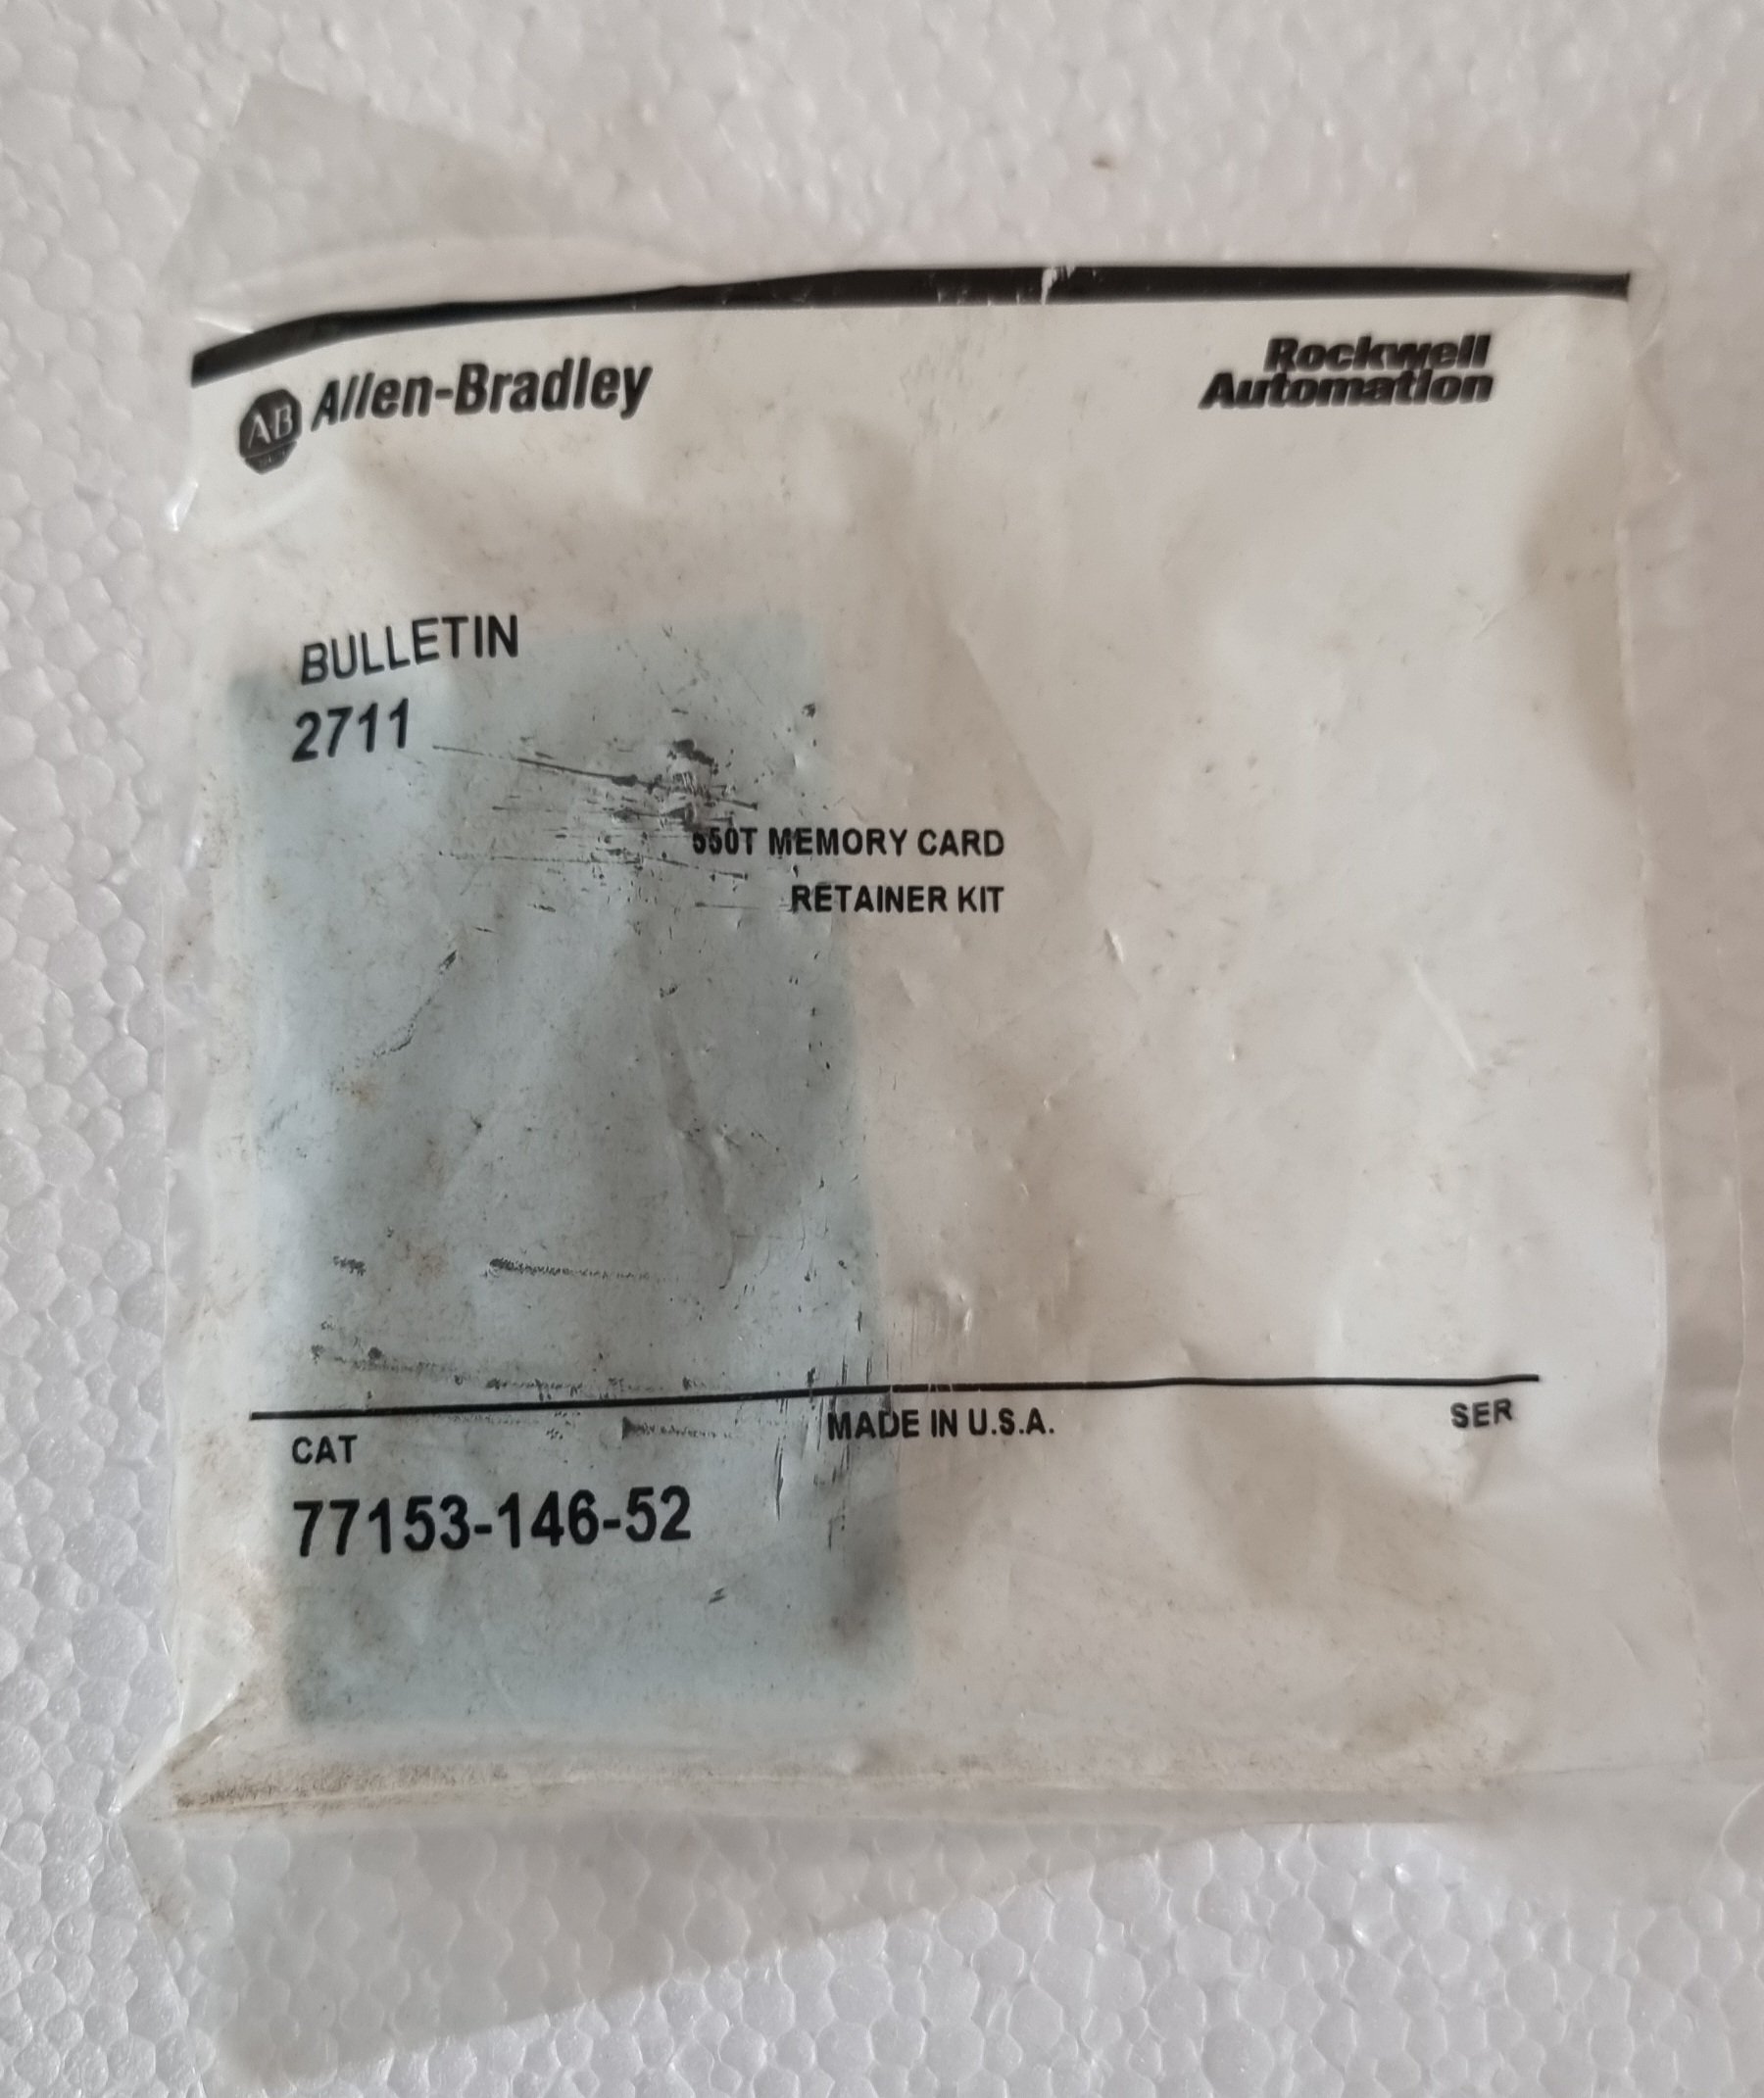 AB Allen-Bradley
Rockwell
Automation
BULLETIN
2711
550T MEMORY CARD
RETAINER KIT
CAT
MADE IN U.S.A.
SER
77153-146-52